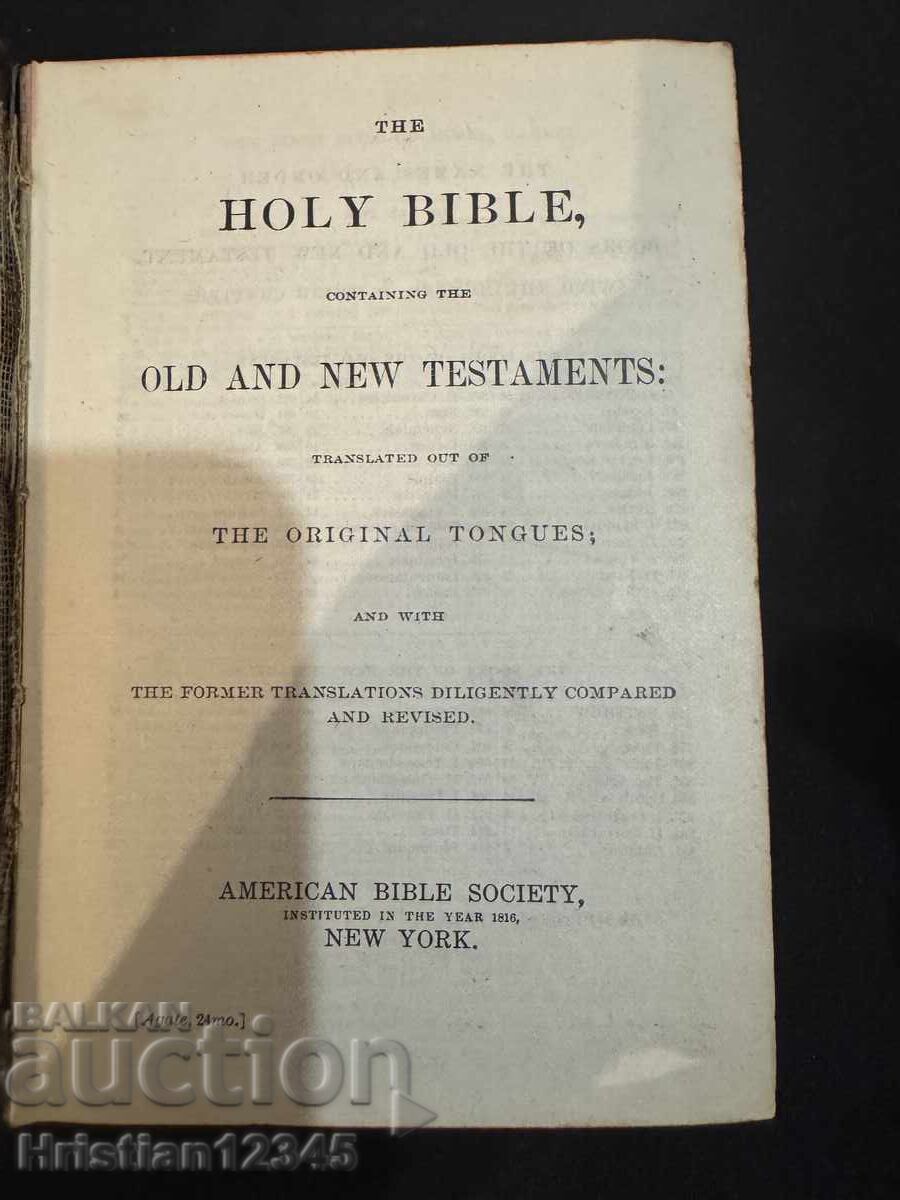 THE
HOLY BIBLE,
CONTAINING THE
OLD AND NEW TESTAMENTS:
TRANSLATED OUT OF
THE ORIGINAL TONGUES;
AND WITH
THE FORMER TRANSLATIONS DILIGENTLY COMPARED
AND REVISED.
AMERICAN BIBLE SOCIETY,
INSTITUTED IN THE YEAR 1816,
NEW YORK.
[Agate, 24mo.]
BALKAN
auction
Hristian12345